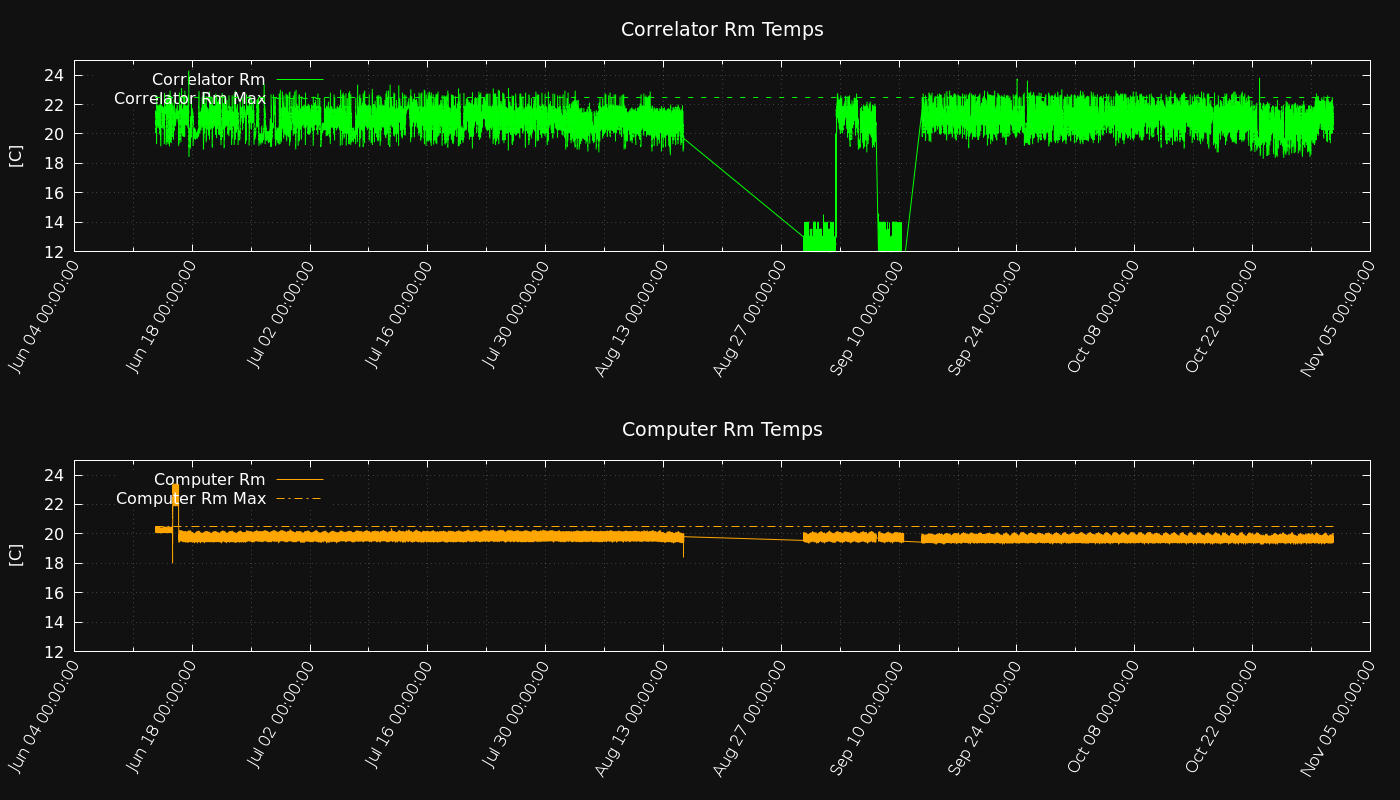 Correlator Rm Temps
Correlator Rm
Correlator Rm Max
[C]
24
22
20
18
16
14
12
Jun 04 00:00:00
Jun 18 00:00:00
Jul 02 00:00:00
Jul 16 00:00:00
Jul 30 00:00:00
Aug 13 00:00:00
Aug 27 00:00:00
Sep 10 00:00:00
Sep 24 00:00:00
Oct 08 00:00:00
Oct 22 00:00:00
Nov 05 00:00:00
Computer Rm Temps
Computer Rm
Computer Rm Max
[C]
24
22
20
18
16
14
12
Jun 04 00:00:00
Jun 18 00:00:00
Jul 02 00:00:00
Jul 16 00:00:00
Jul 30 00:00:00
Aug 13 00:00:00
Aug 27 00:00:00
Sep 10 00:00:00
Sep 24 00:00:00
Oct 08 00:00:00
Oct 22 00:00:00
Nov 05 00:00:00